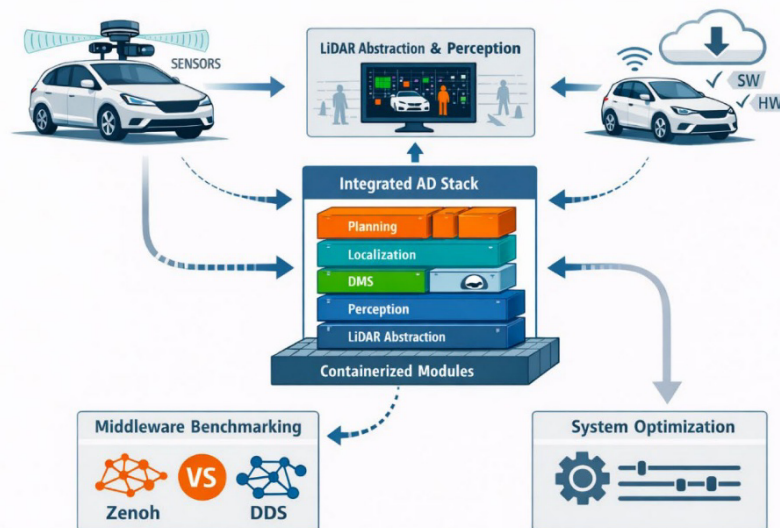 SENSORS
LiDAR Abstraction & Perception
SW
HW
Integrated AD Stack
Planning
Localization
DMS
Perception
LiDAR Abstraction
Containerized Modules
Middleware Benchmarking
VS
Zenoh
DDS
System Optimization